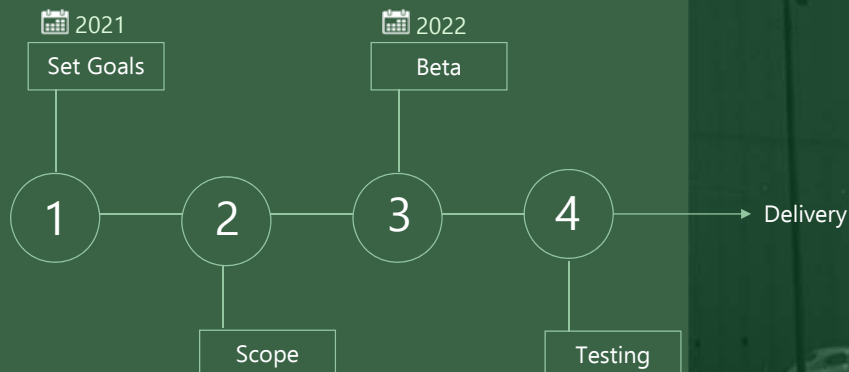 2021
2022
Set Goals
Beta
1
2
3
4
Delivery
Scope
Testing